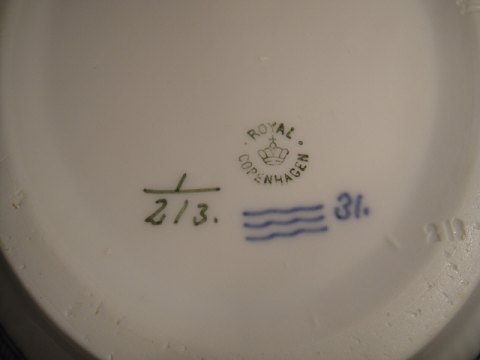 ROYAL
COPENHAGEN
1
213.
31.